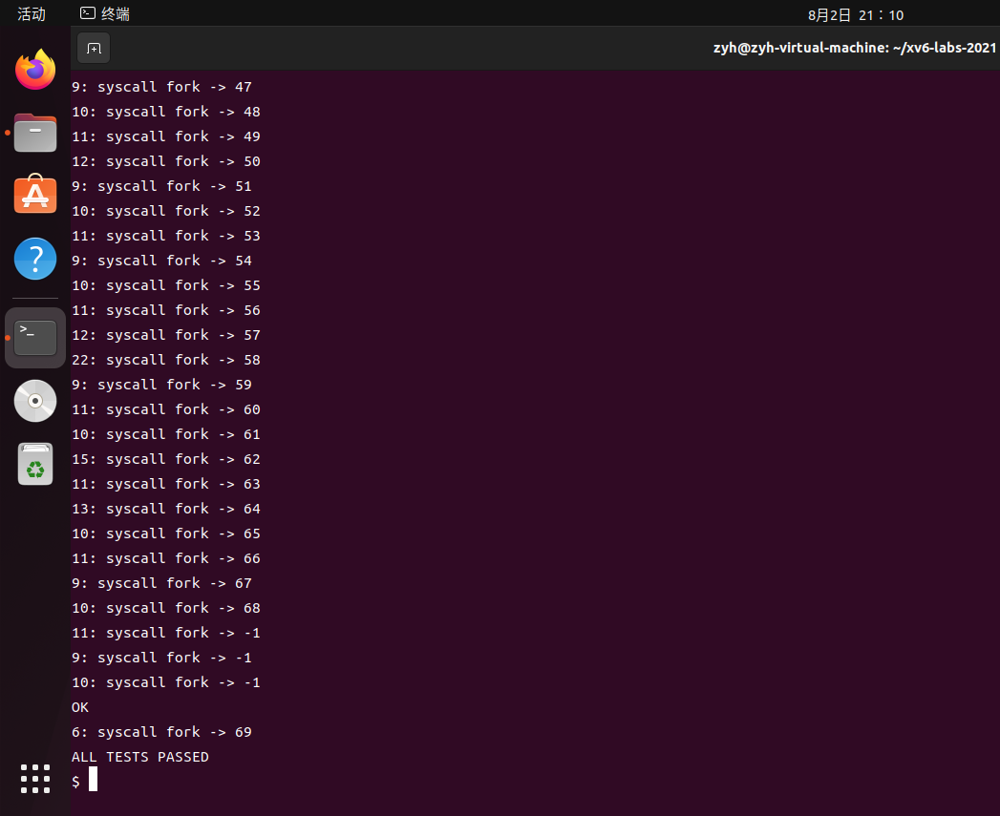 活动
终端
8月2日 21：10
zyh@zyh-virtual-machine: ~/xv6-labs-2021
9: syscall fork -> 47
10: syscall fork -> 48
11: syscall fork -> 49
12: syscall fork -> 50
9: syscall fork -> 51
10: syscall fork -> 52
11: syscall fork -> 53
9: syscall fork -> 54
10: syscall fork -> 55
11: syscall fork -> 56
12: syscall fork -> 57
22: syscall fork -> 58
9: syscall fork -> 59
11: syscall fork -> 60
10: syscall fork -> 61
15: syscall fork -> 62
11: syscall fork -> 63
13: syscall fork -> 64
10: syscall fork -> 65
11: syscall fork -> 66
9: syscall fork -> 67
10: syscall fork -> 68
11: syscall fork -> -1
9: syscall fork -> -1
10: syscall fork -> -1
OK
6: syscall fork -> 69
ALL TESTS PASSED
$